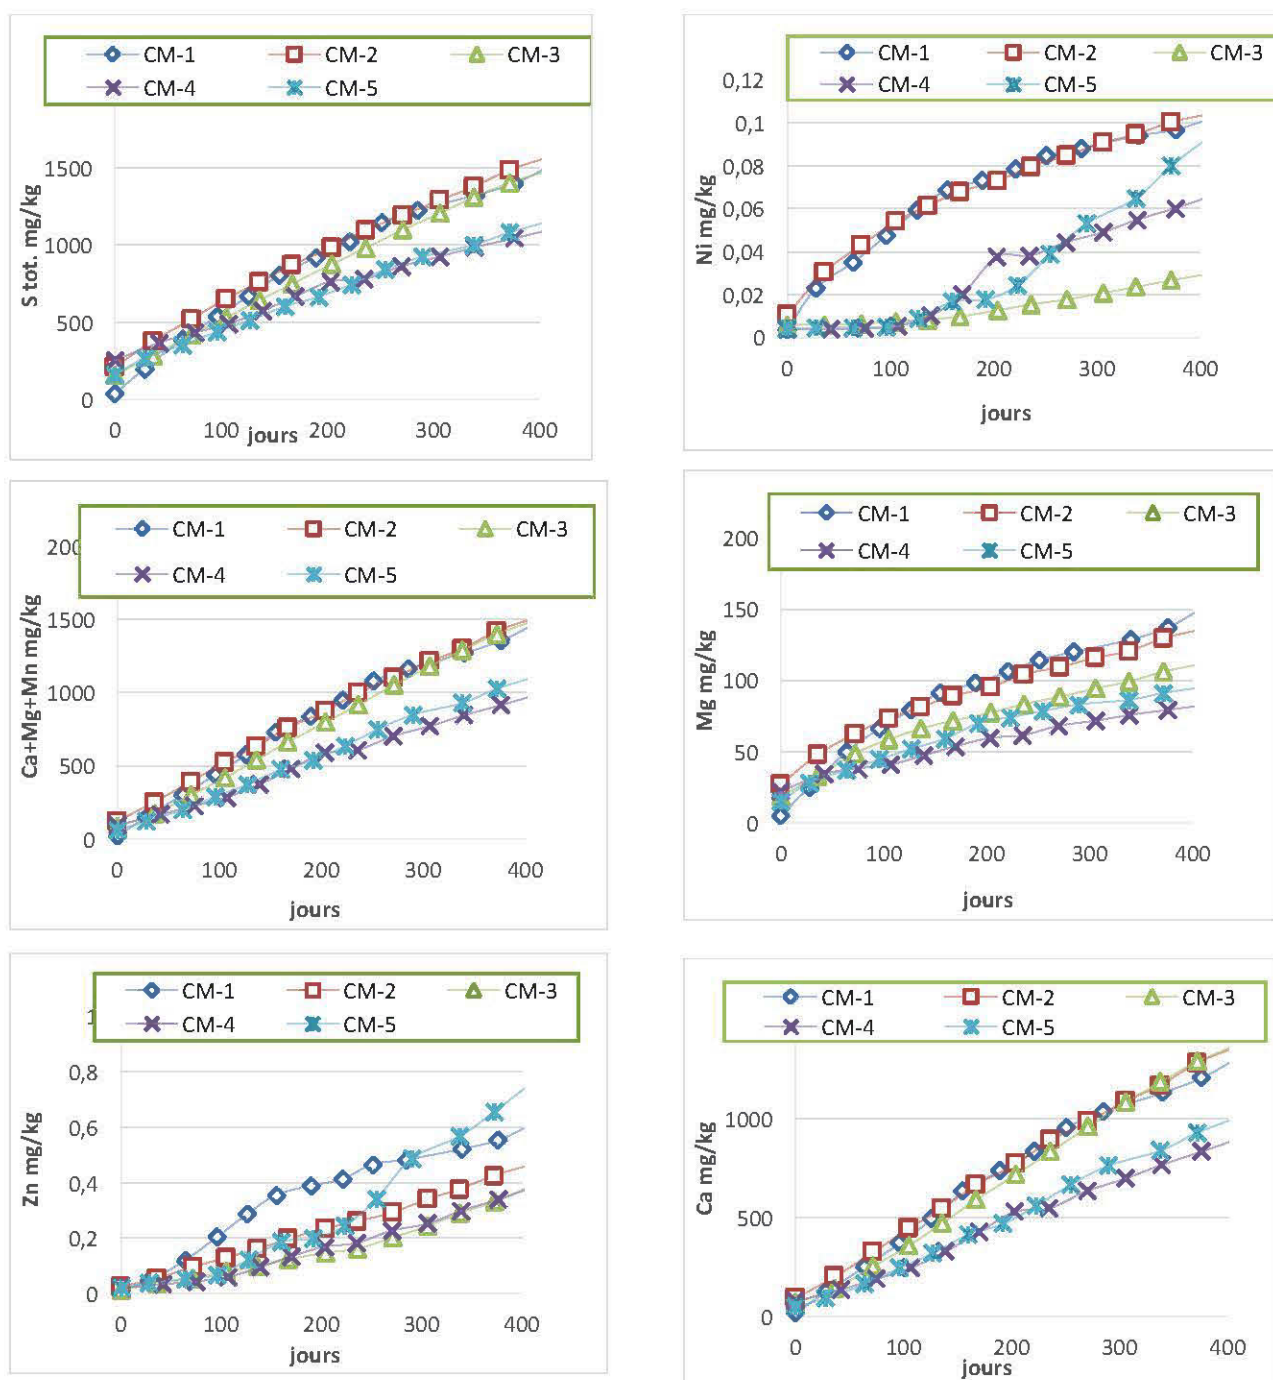 CM-1 CM-2 CM-3
CM-4 CM-5
S tot. mg/kg
1500
1000
500
0
0 100 200 300 400
jours
CM-1 CM-2 CM-3
CM-4 CM-5
Ni mg/kg
0,12
0,1
0,08
0,06
0,04
0,02
0
0 100 200 300 400
jours
CM-1 CM-2 CM-3
CM-4 CM-5
Ca+Mg+Mn mg/kg
200
1500
1000
500
0
0 100 200 300 400
jours
CM-1 CM-2 CM-3
CM-4 CM-5
Mg mg/kg
200
150
100
50
0
0 100 200 300 400
jours
CM-1 CM-2 CM-3
CM-4 CM-5
Zn mg/kg
1
0,8
0,6
0,4
0,2
0
0 100 200 300 400
jours
CM-1 CM-2 CM-3
CM-4 CM-5
Ca mg/kg
1000
500
0
0 100 200 300 400
jours